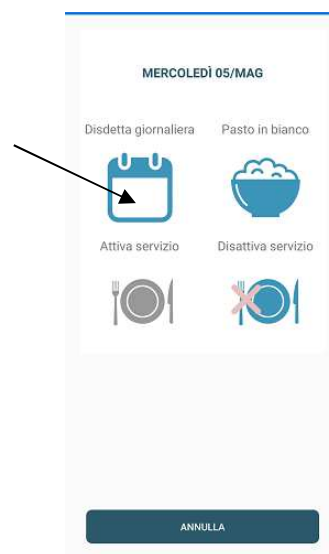 MERCOLEDÌ 05/MAG
Disdetta giornaliera Pasto in bianco
Attiva servizio Disattiva servizio
ANNULLA